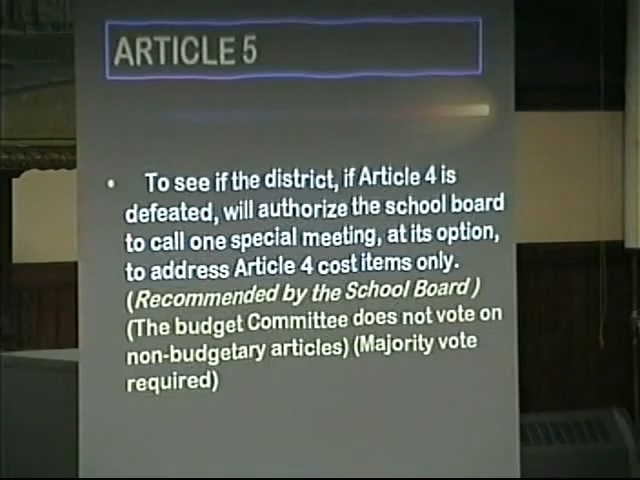 ARTICLE 5
• To see if the district, if Article 4 is
defeated, will authorize the school board
to call one special meeting, at its option,
to address Article 4 cost items only.
(Recommended by the School Board )
(The budget Committee does not vote on
non-budgetary articles) (Majority vote
required)